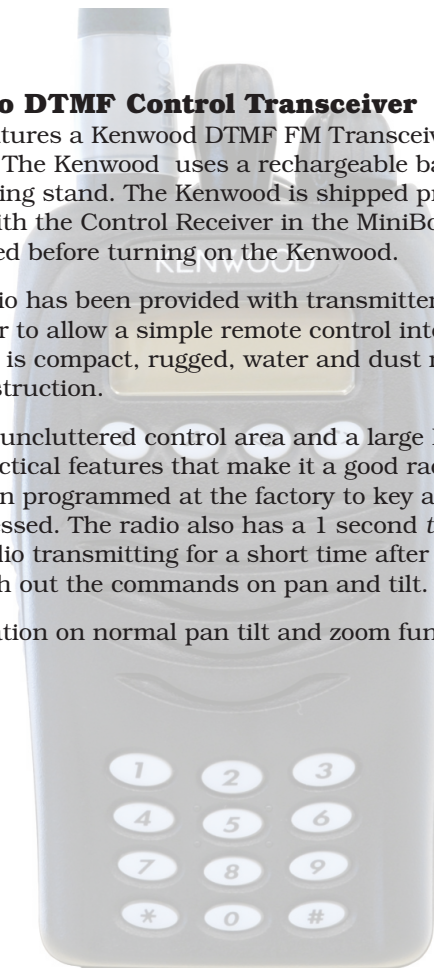 o DTMF Control Transceiver
tures a Kenwood DTMF FM Transceiv
The Kenwood uses a rechargeable ba
ing stand. The Kenwood is shipped pr
ith the Control Receiver in the MiniBo
ed before turning on the Kenwood.
KENWOOD
io has been provided with transmitter
r to allow a simple remote control inte
is compact, rugged, water and dust r
struction.
uncluttered control area and a large
ctical features that make it a good rad
n programmed at the factory to key a
ssed. The radio also has a 1 second t
dio transmitting for a short time after
h out the commands on pan and tilt.
ution on normal pan tilt and zoom fun
1 2 3
4 5 6
7 8 9
* 0 #